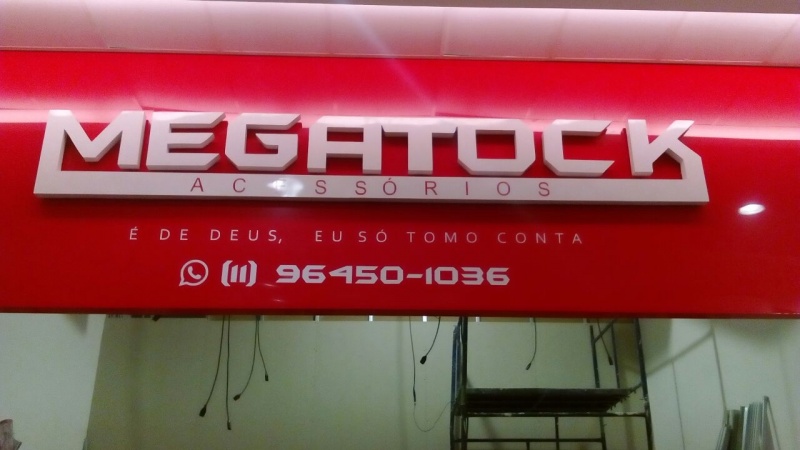 MEGATOCK
ACESSÓRIOS
É DE DEUS, EU SÓ TOMO CONTA
(11) 96450-1036